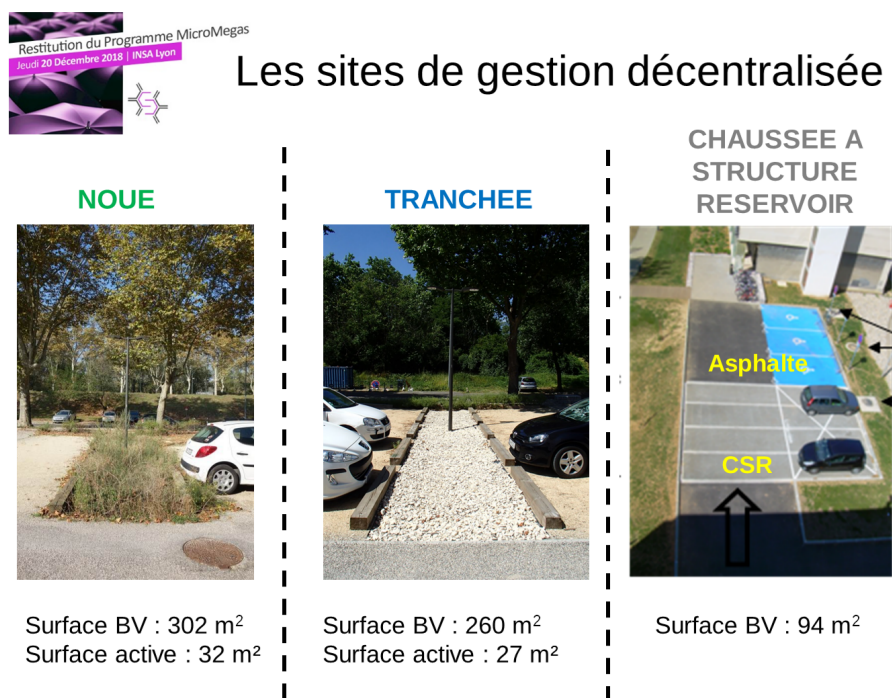 Restitution du Programme MicroMegas
Jeudi 20 Décembre 2018 | INSA Lyon
Les sites de gestion décentralisée
NOUE
TRANCHEE
CHAUSSEE A
STRUCTURE
RESERVOIR
Asphalte
CSR
Surface BV : 302 m²
Surface active : 32 m²
Surface BV : 260 m²
Surface active : 27 m²
Surface BV : 94 m²